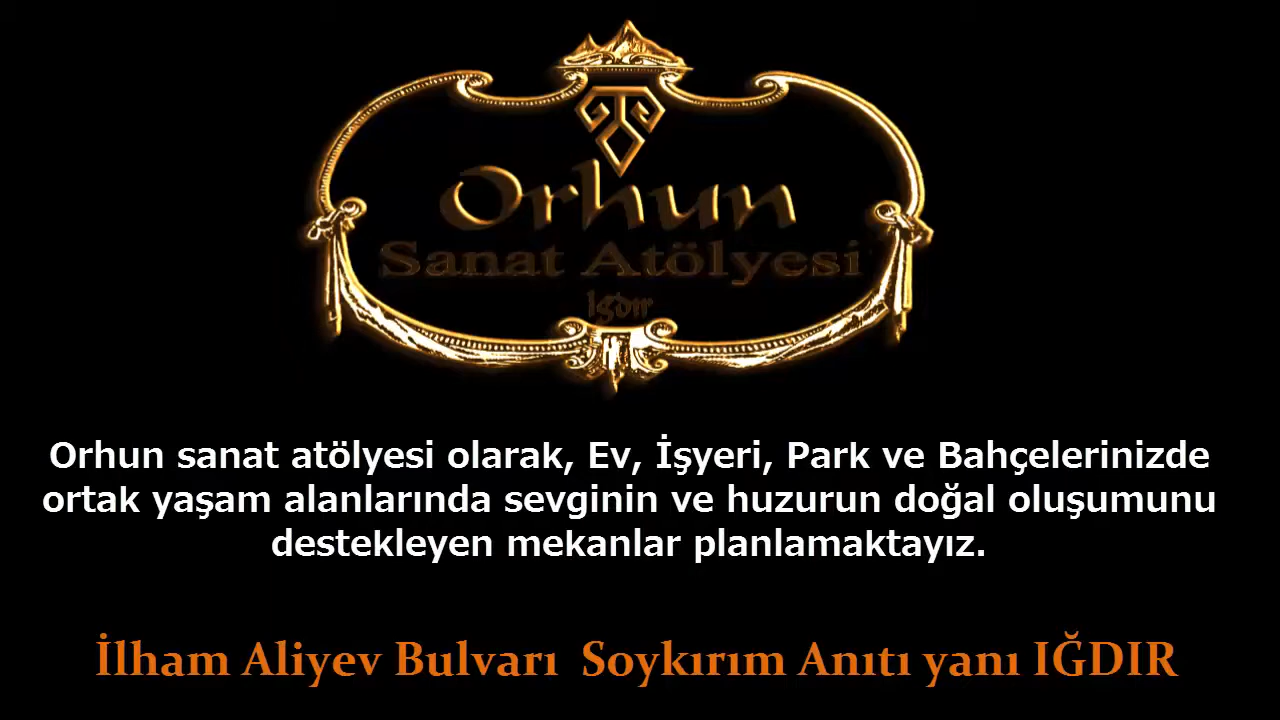 Orhun
Sanat Atölyesi
Iğdır
Orhun sanat atölyesi olarak, Ev, İşyeri, Park ve Bahçelerinizde
ortak yaşam alanlarında sevginin ve huzurun doğal oluşumunu
destekleyen mekanlar planlamaktayız.
İlham Aliyev Bulvarı Soykırım Anıtı yanı IĞDIR